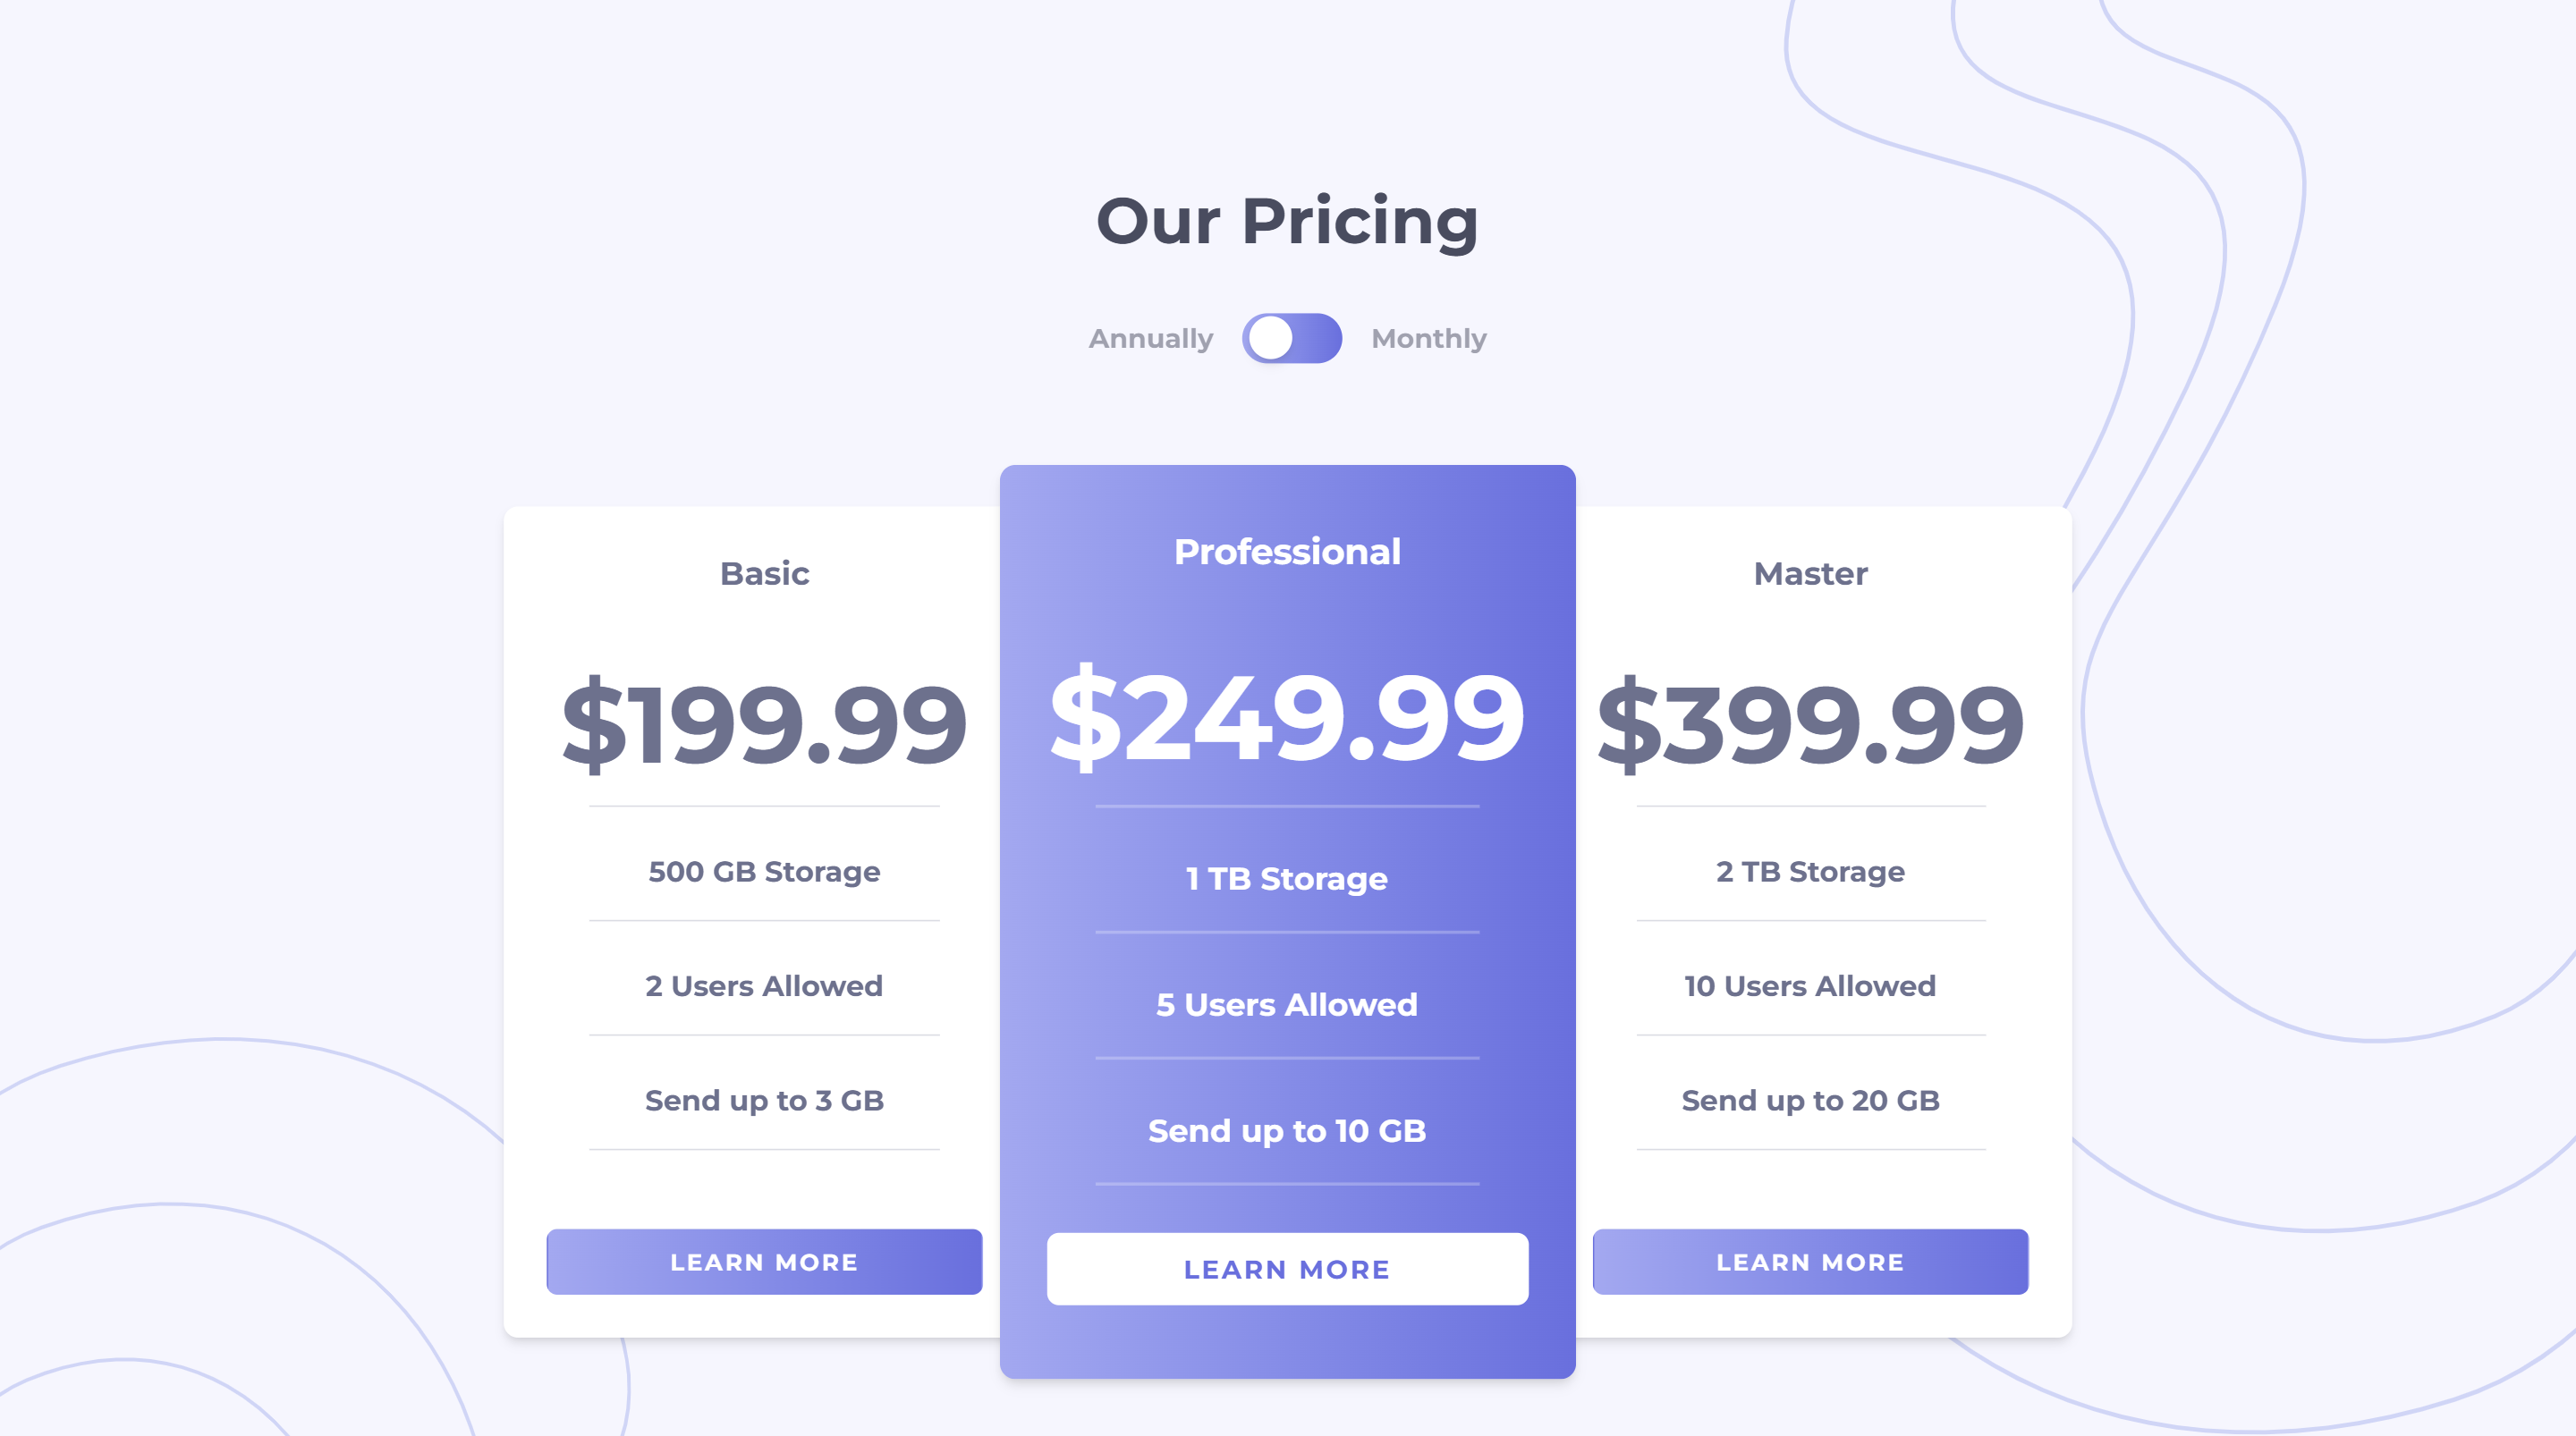 Our Pricing
Annually Monthly
Basic
$199.99
500 GB Storage
2 Users Allowed
Send up to 3 GB
LEARN MORE
Professional
$249.99
1 TB Storage
5 Users Allowed
Send up to 10 GB
LEARN MORE
Master
$399.99
2 TB Storage
10 Users Allowed
Send up to 20 GB
LEARN MORE